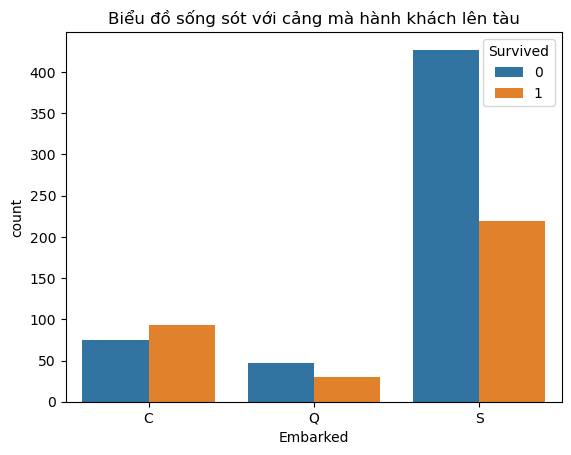 Biểu đồ sống sót với cảng mà hành khách lên tàu
Survived
0
1
400
350
300
250
200
150
100
50
0
count
C
Q
S
Embarked